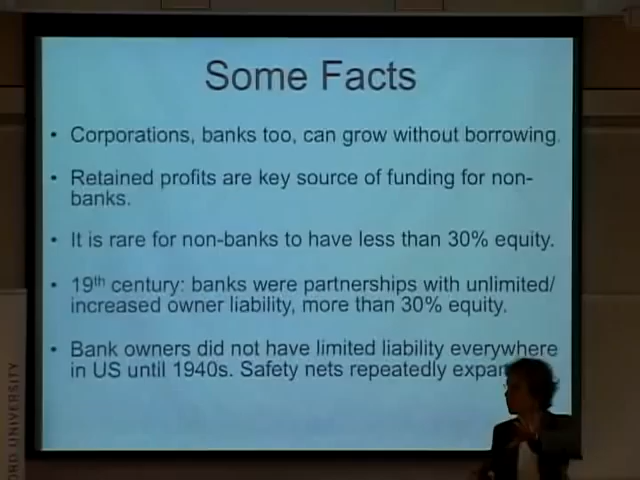 Some Facts
• Corporations, banks too, can grow without borrowing.
• Retained profits are key source of funding for non-
banks.
• It is rare for non-banks to have less than 30% equity.
• 19th century: banks were partnerships with unlimited/
increased owner liability, more than 30% equity.
• Bank owners did not have limited liability everywhere
in US until 1940s. Safety nets repeatedly
UNIVERSITY